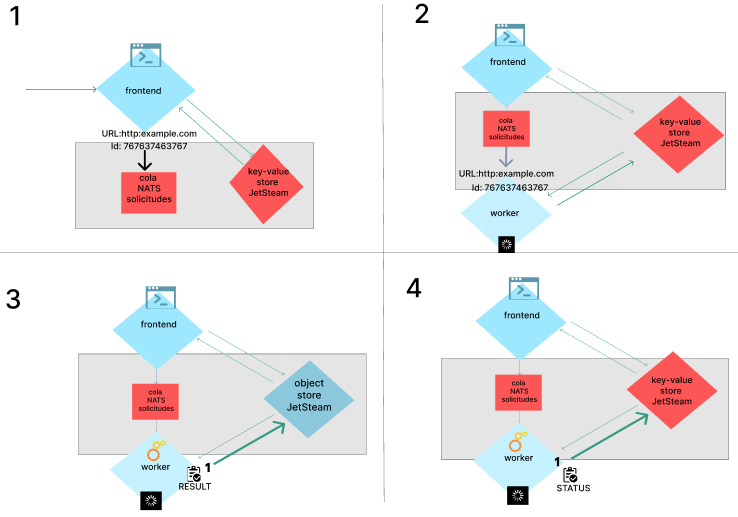 1
frontend
URL:http:example.com
Id: 767637463767
cola
NATS
solicitudes
key-value
store
JetSteam
2
frontend
cola
NATS
solicitudes
key-value
store
JetSteam
URL:http:example.com
Id: 767637463767
worker
3
frontend
cola
NATS
solicitudes
object
store
JetSteam
worker
1
RESULT
4
frontend
cola
NATS
solicitudes
key-value
store
JetSteam
worker
1
STATUS